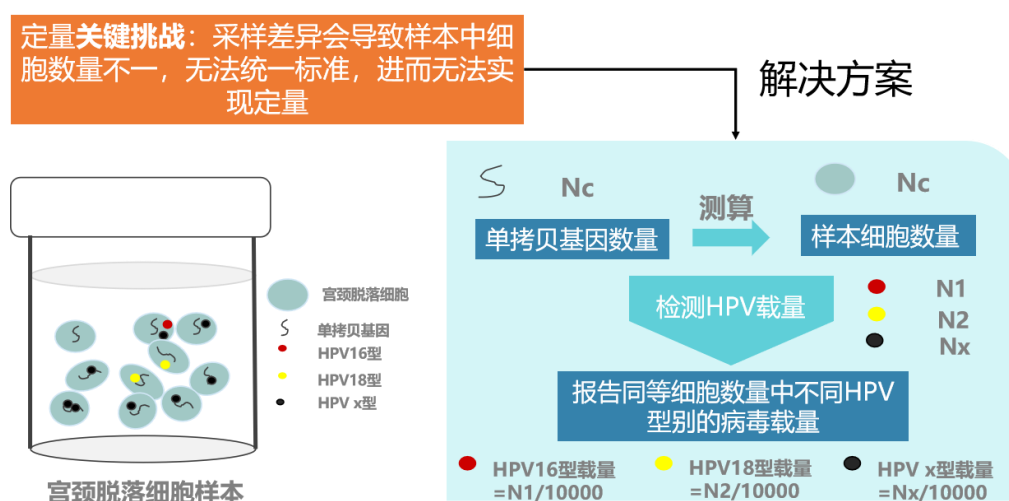 定量关键挑战：采样差异会导致样本中细
胞数量不一，无法统一标准，进而无法实
现定量
解决方案
Nc
单拷贝基因数量
测算
Nc
样本细胞数量
检测HPV载量
N1
N2
Nx
报告同等细胞数量中不同HPV
型别的病毒载量
HPV16型载量
=N1/10000
HPV18型载量
=N2/10000
HPV x型载量
=Nx/10000
宫颈脱落细胞
单拷贝基因
HPV16型
HPV18型
HPV x型
宫颈脱落细胞样本